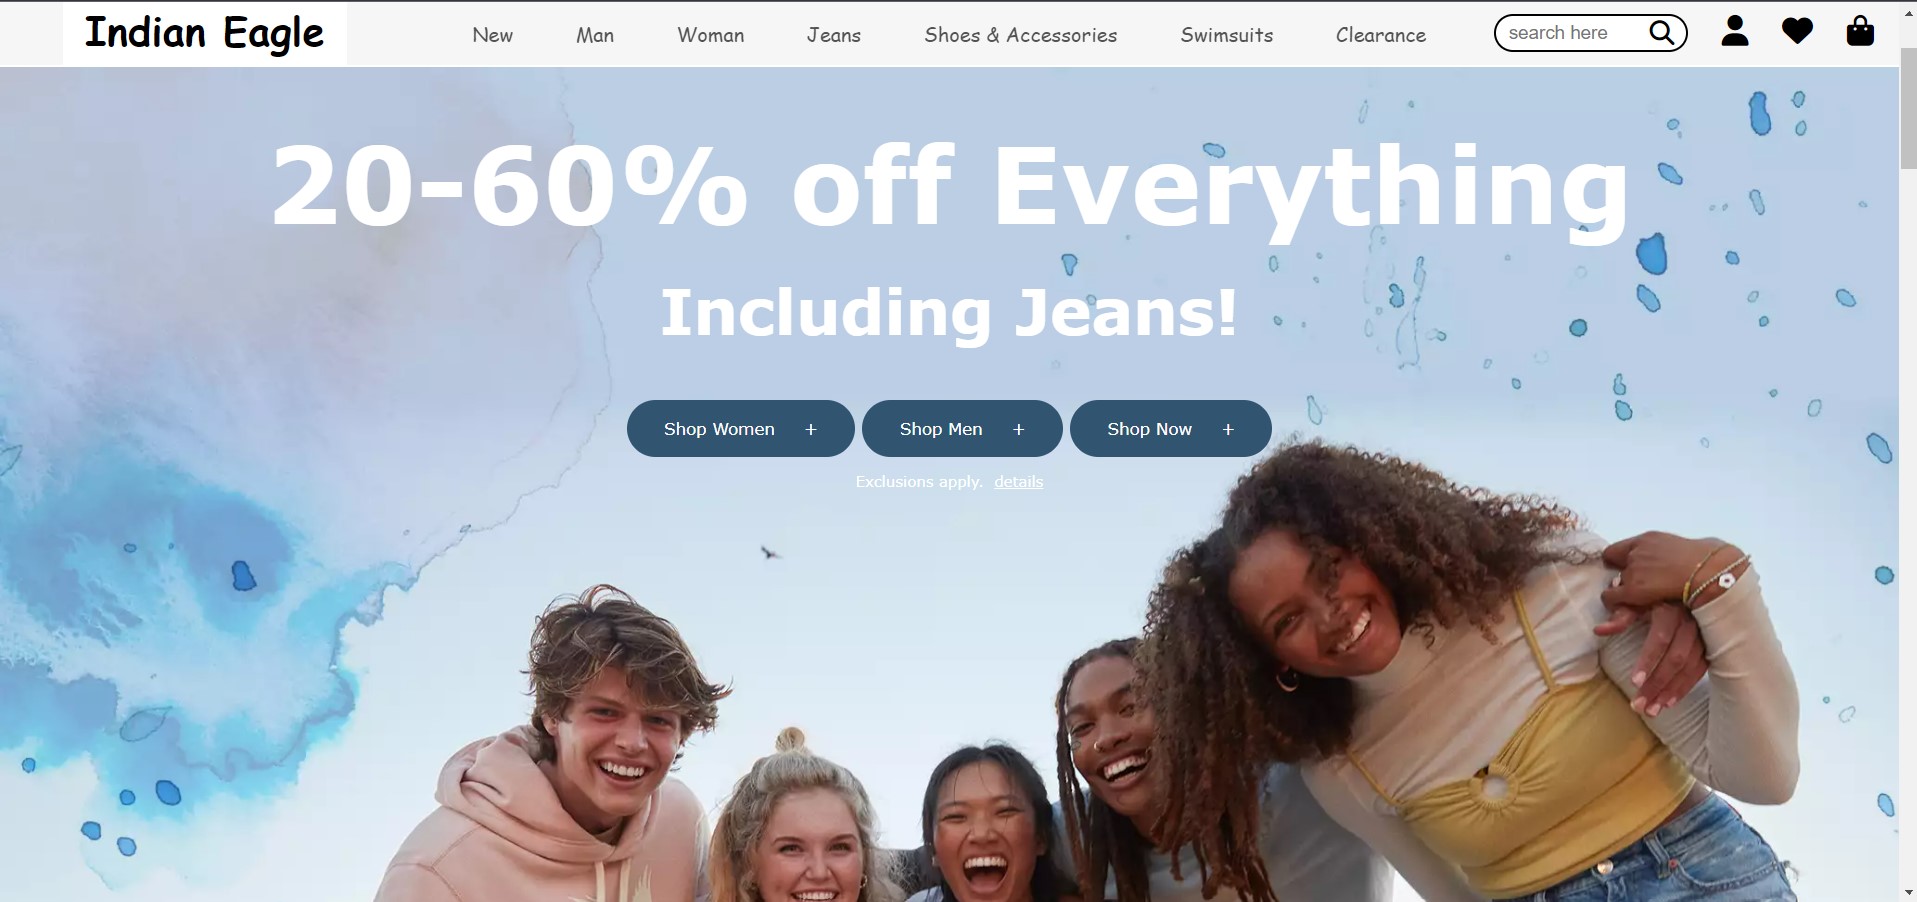 Indian Eagle
New Man Woman Jeans Shoes & Accessories Swimsuits Clearance search here
20-60% off Everything
Including Jeans!
Shop Women + Shop Men + Shop Now +
Exclusions apply. details